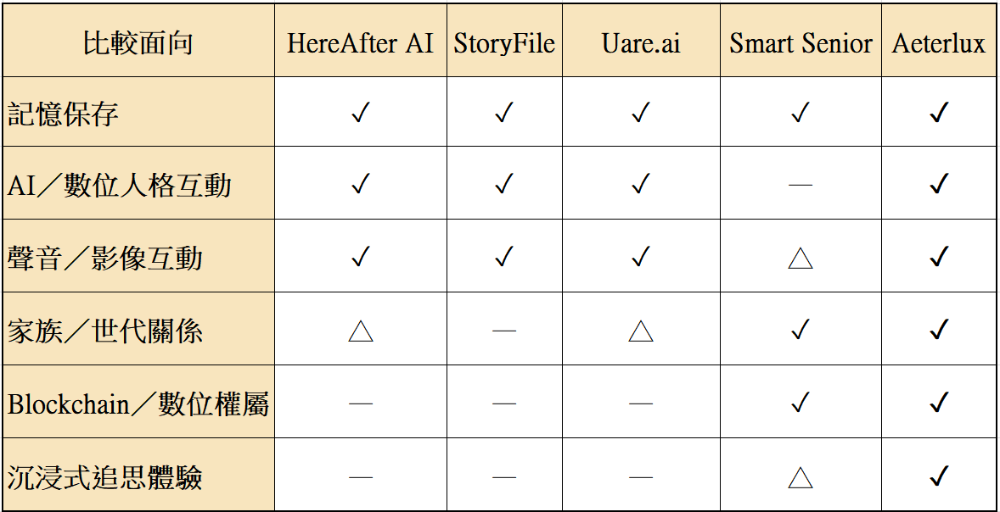 比較面向 HereAfter AI StoryFile Uare.ai Smart Senior Aeterlux
記憶保存 ✓ ✓ ✓ ✓ ✓
AI／數位人格互動 ✓ ✓ ✓ — ✓
聲音／影像互動 ✓ ✓ ✓ △ ✓
家族／世代關係 △ — △ ✓ ✓
Blockchain／數位權屬 — — — ✓ ✓
沉浸式追思體驗 — — — △ ✓